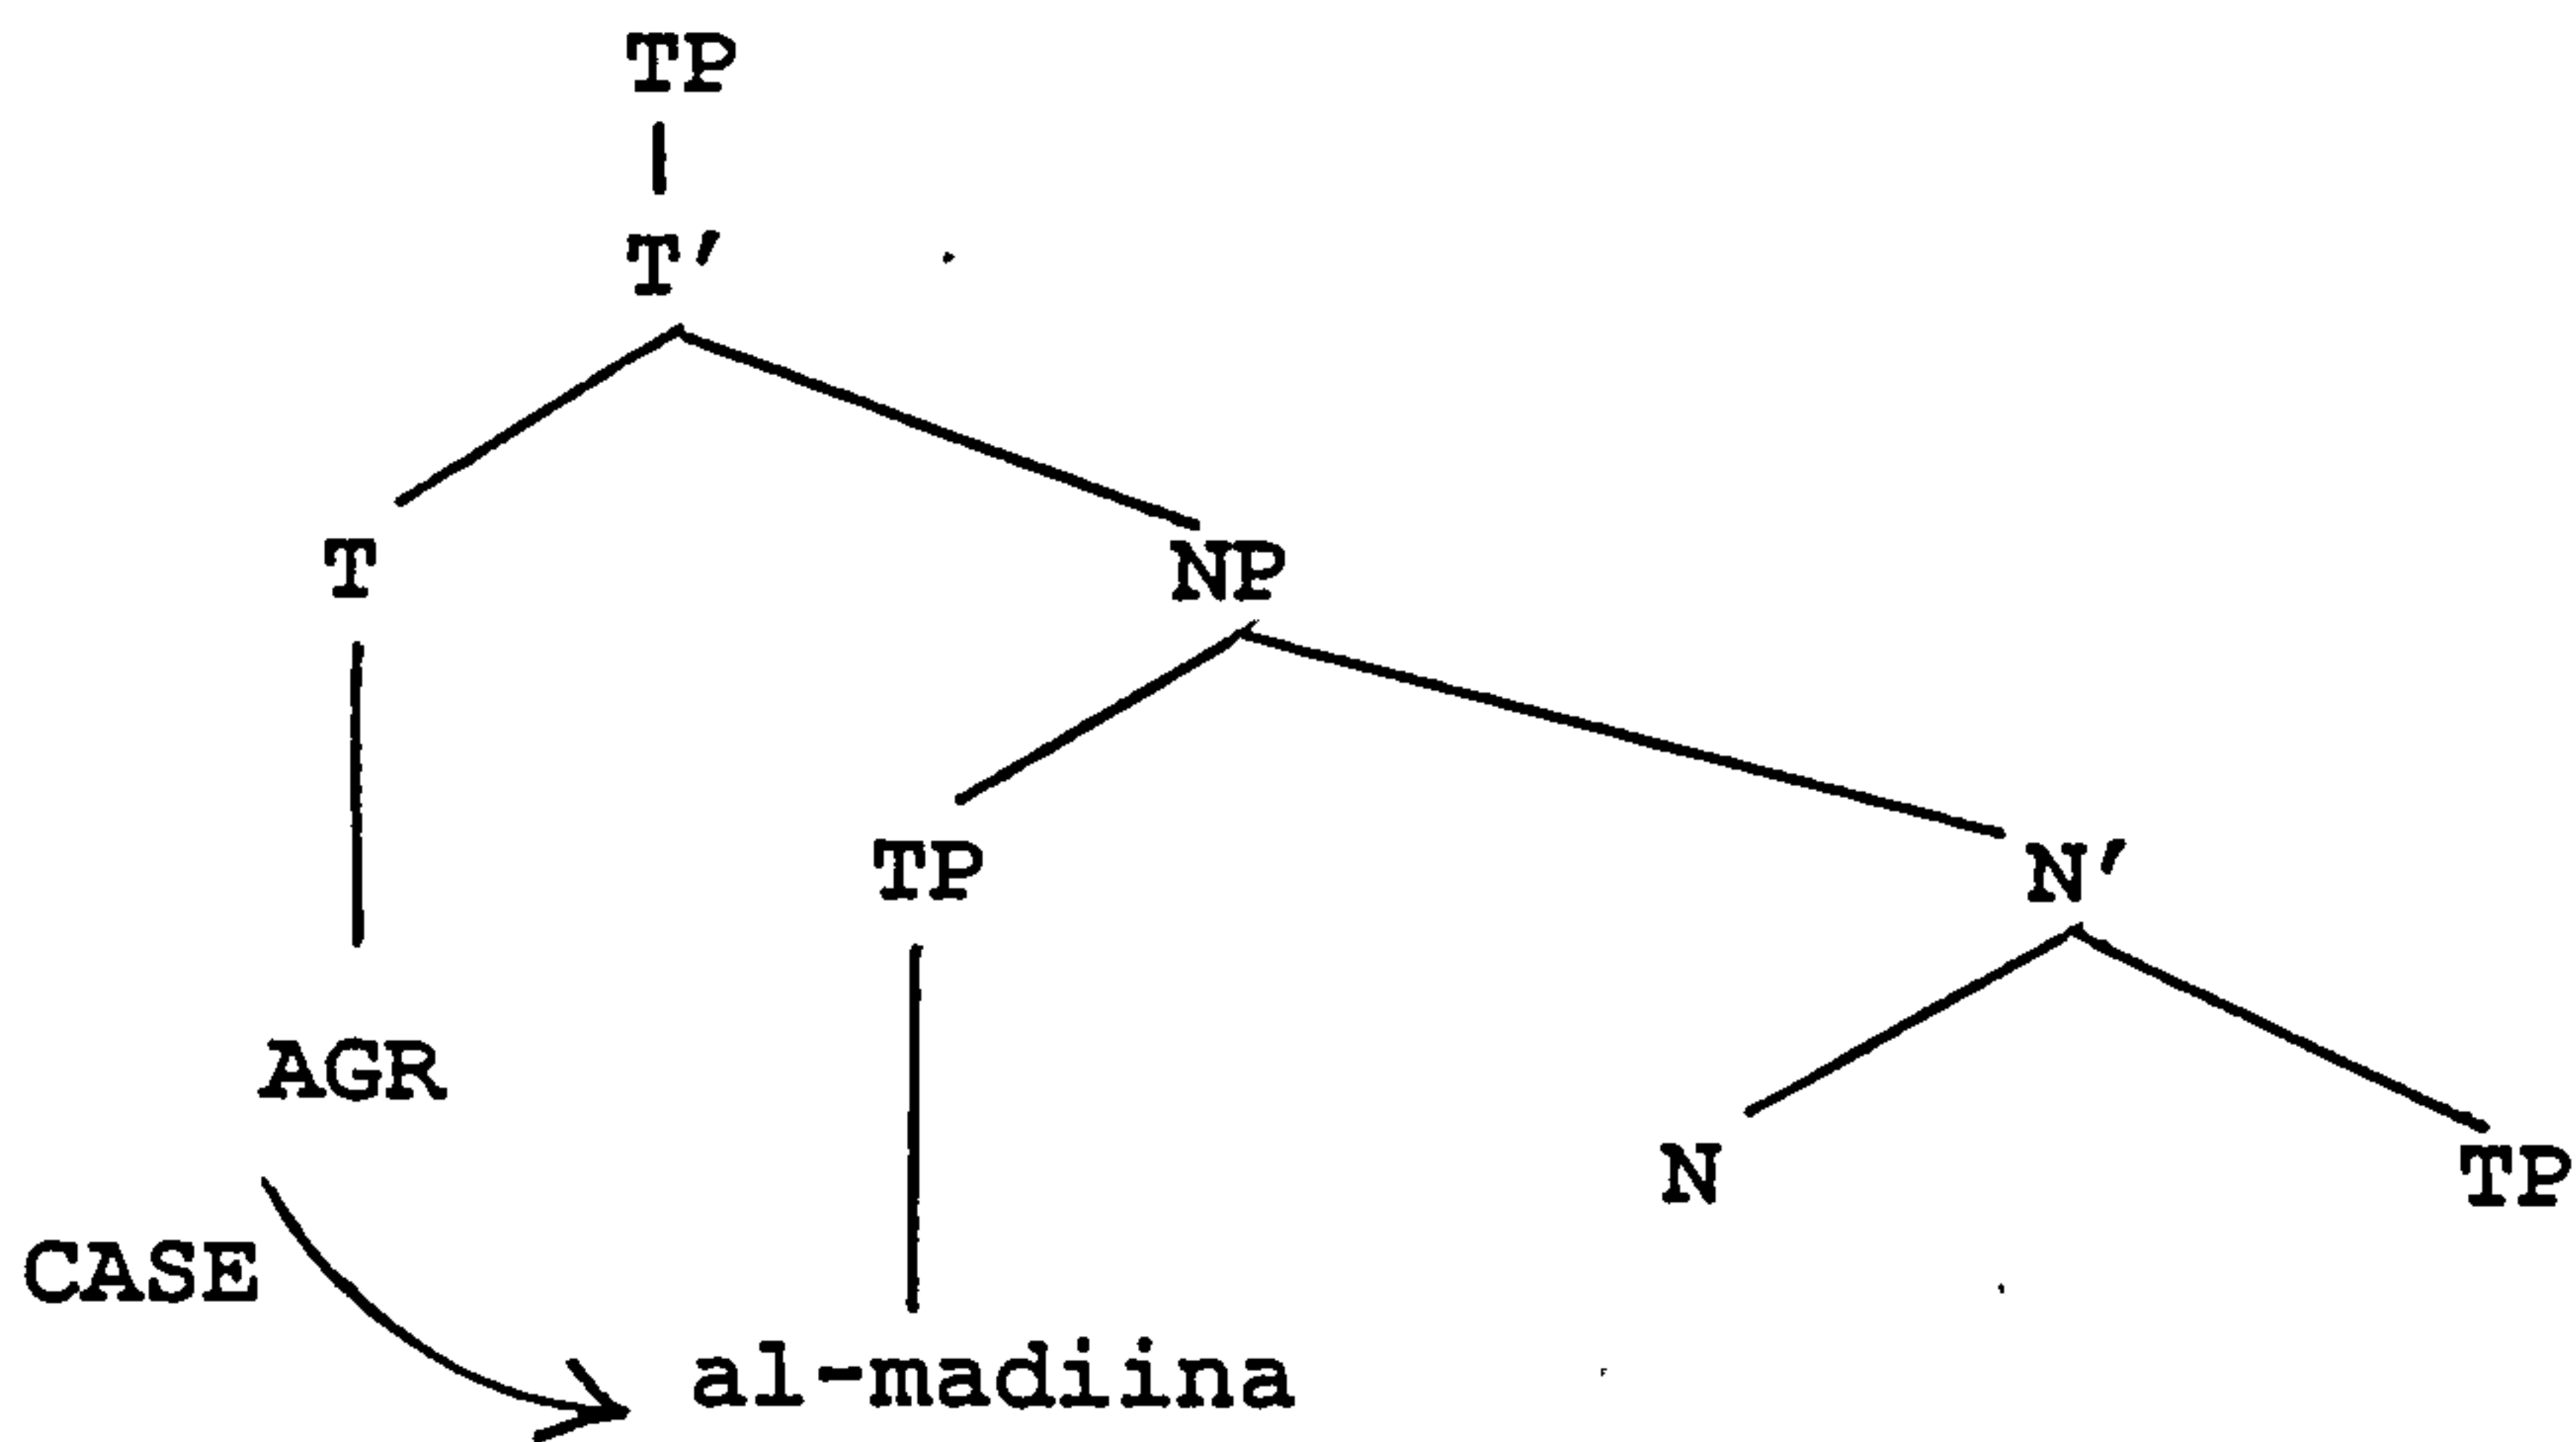 TP
T'
T NP
TP N'
AGR
N TP
CASE
al-madiina